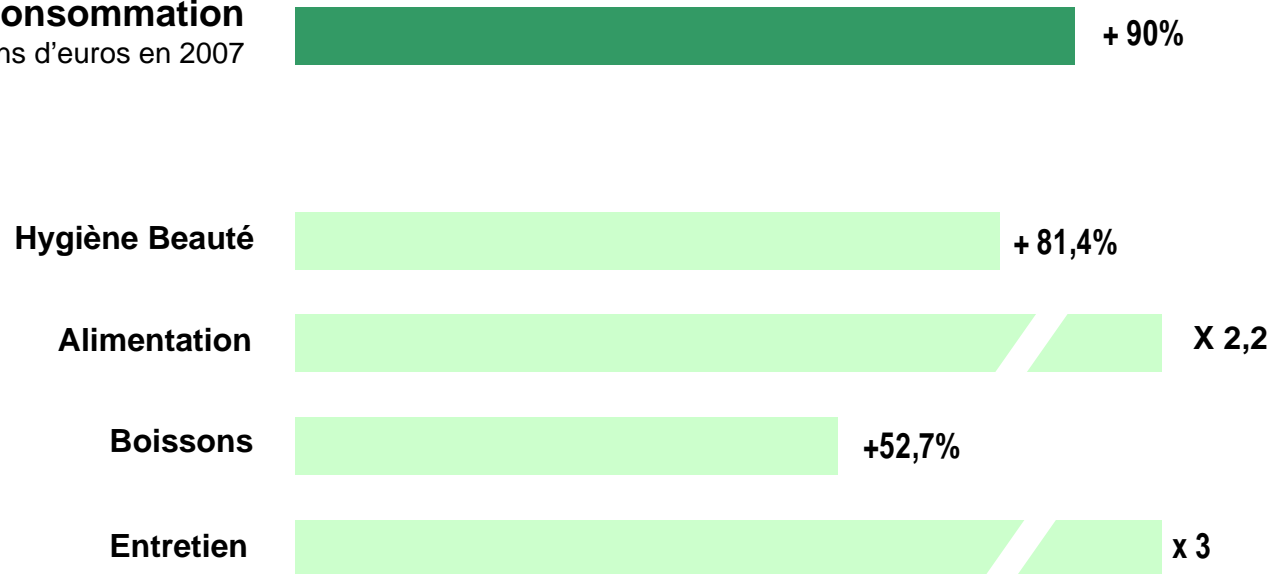 onsommation
ns d'euros en 2007
+ 90%
Hygiène Beauté
+ 81,4%
Alimentation
X 2,2
Boissons
+52,7%
Entretien
x 3